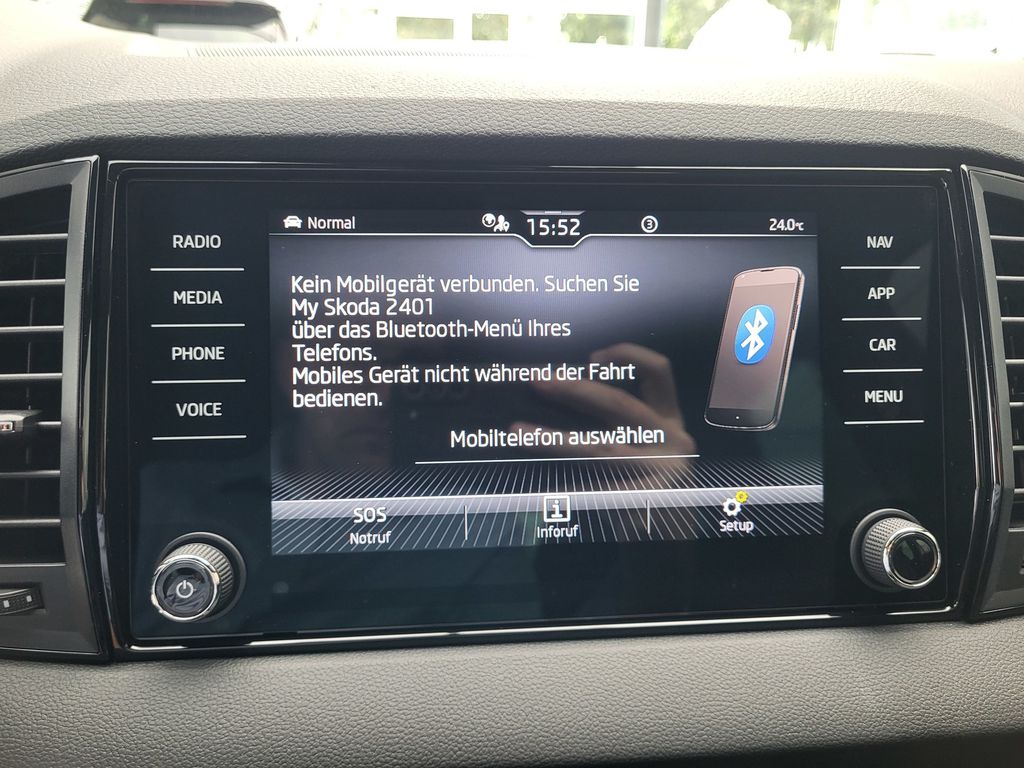 Normal
15:52
3
24.0°C
RADIO
MEDIA
PHONE
VOICE
Kein Mobilgerät verbunden. Suchen Sie
My Skoda 2401
über das Bluetooth-Menü Ihres
Telefons.
Mobiles Gerät nicht während der Fahrt
bedienen.
Mobiltelefon auswählen
SOS
Notruf
i
Inforuf
Setup
NAV
APP
CAR
MENU